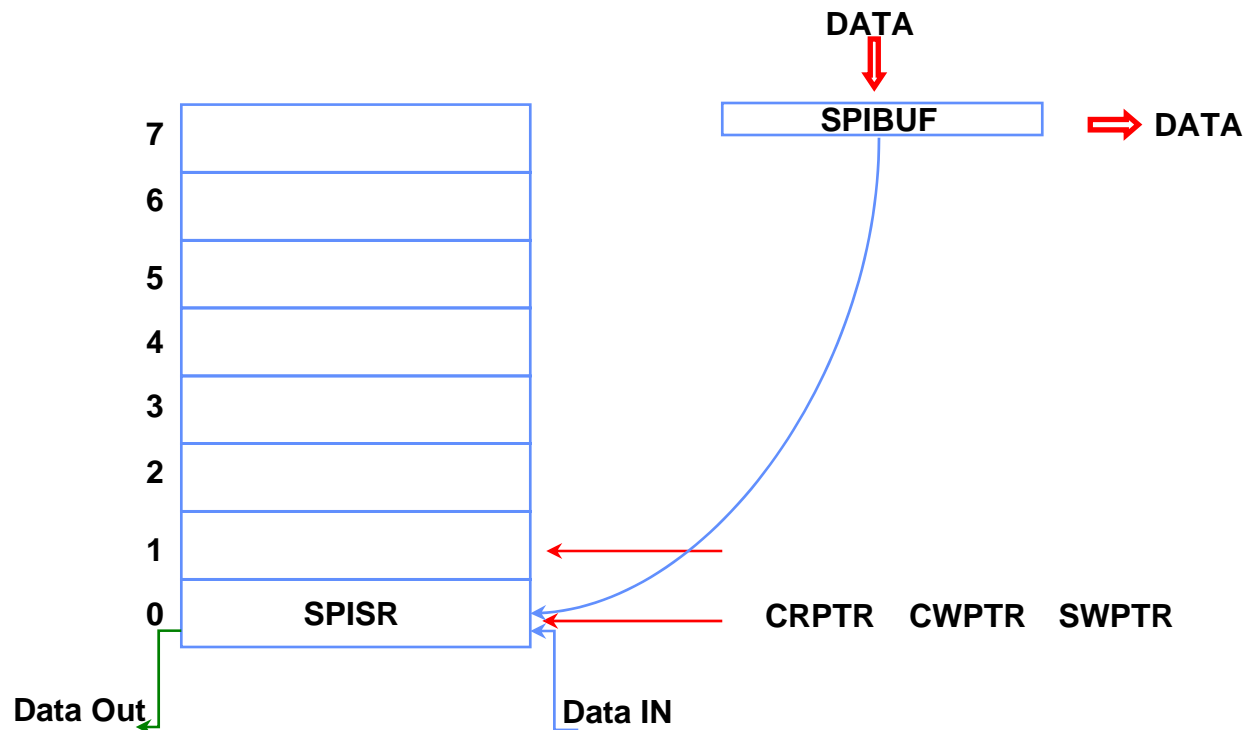 DATA
SPIBUF
DATA
7
6
5
4
3
2
1
0
SPISR
CRPTR CWPTR SWPTR
Data Out
Data IN